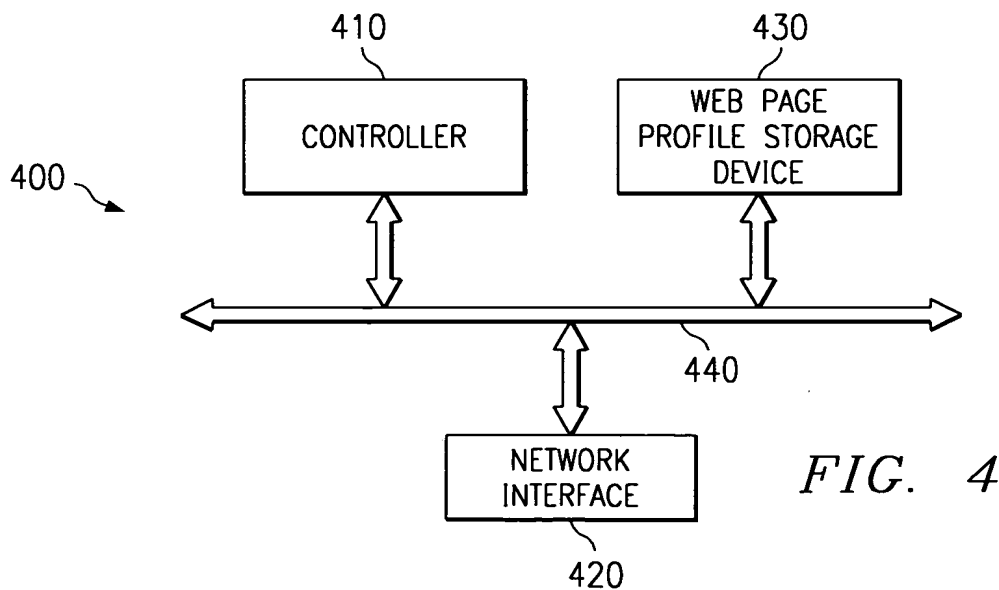 410
430
CONTROLLER
WEB PAGE
PROFILE STORAGE
DEVICE
400
440
NETWORK
INTERFACE
420
FIG. 4